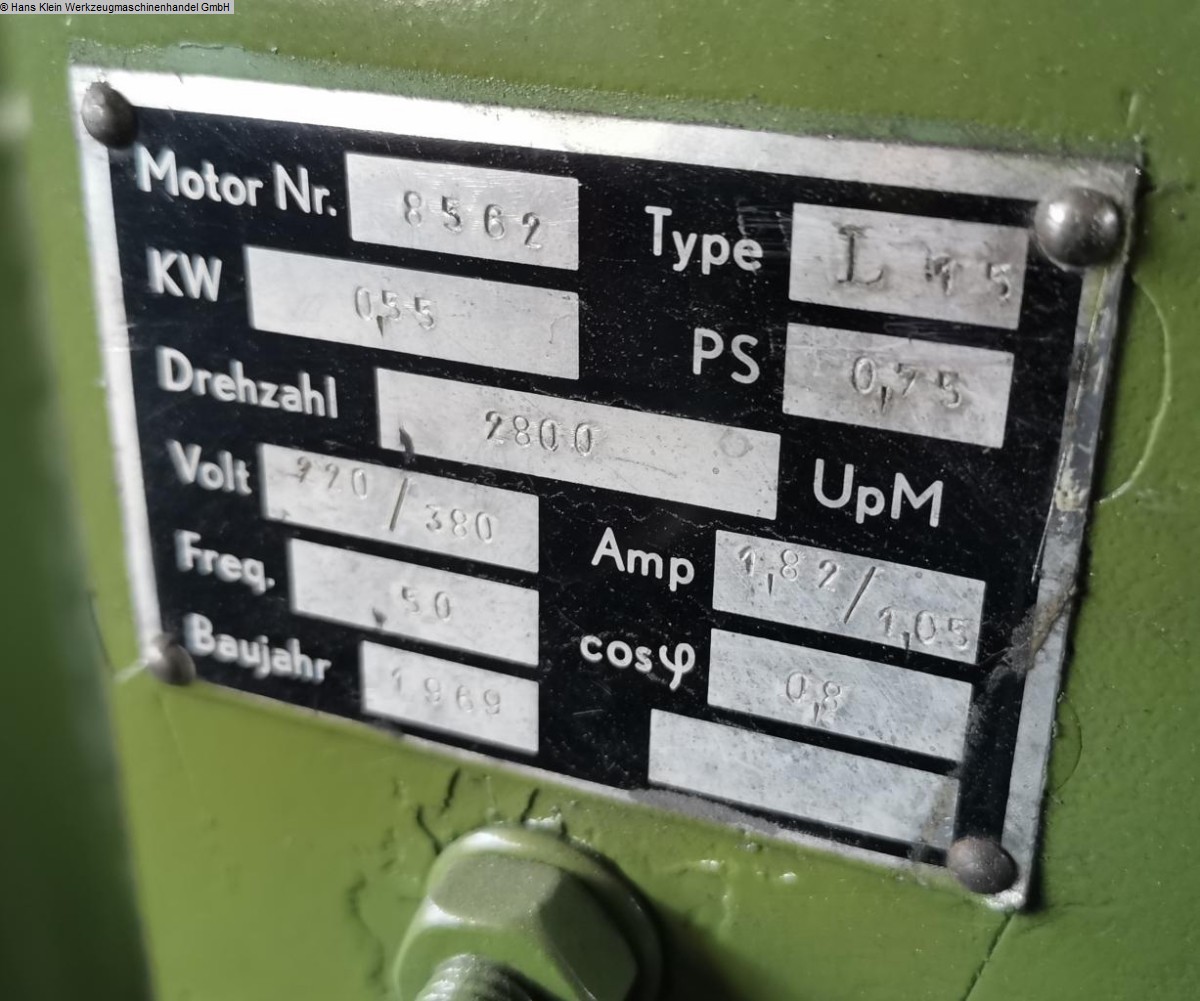 © Hans Klein Werkzeugmaschinenhandel GmbH
Motor Nr. 8562
Type L 15
KW 0,55
PS 0,75
Drehzahl 2800 UpM
Volt 220/380
Amp 1,82/1,05
Freq. 50
cosφ 0,8
Baujahr 1969